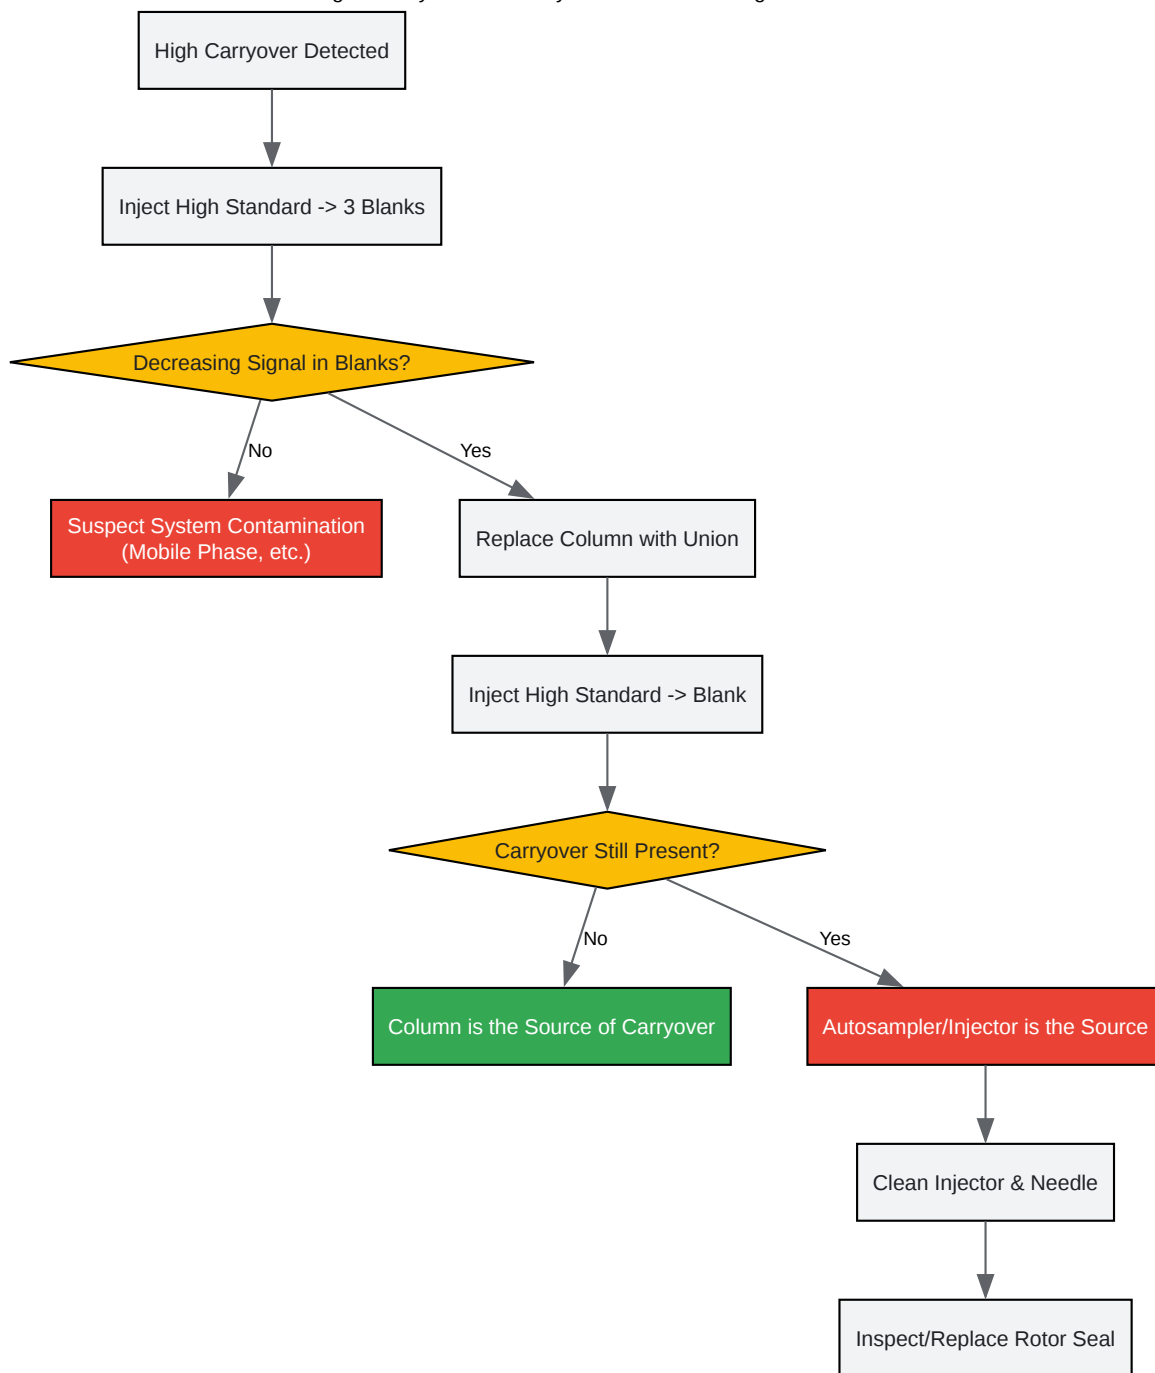 High Carryover Detected
Inject High Standard -> 3 Blanks
Decreasing Signal in Blanks?
No
Yes
Suspect System Contamination
(Mobile Phase, etc.)
Replace Column with Union
Inject High Standard -> Blank
Carryover Still Present?
No
Yes
Column is the Source of Carryover
Autosampler/Injector is the Source
Clean Injector & Needle
Inspect/Replace Rotor Seal